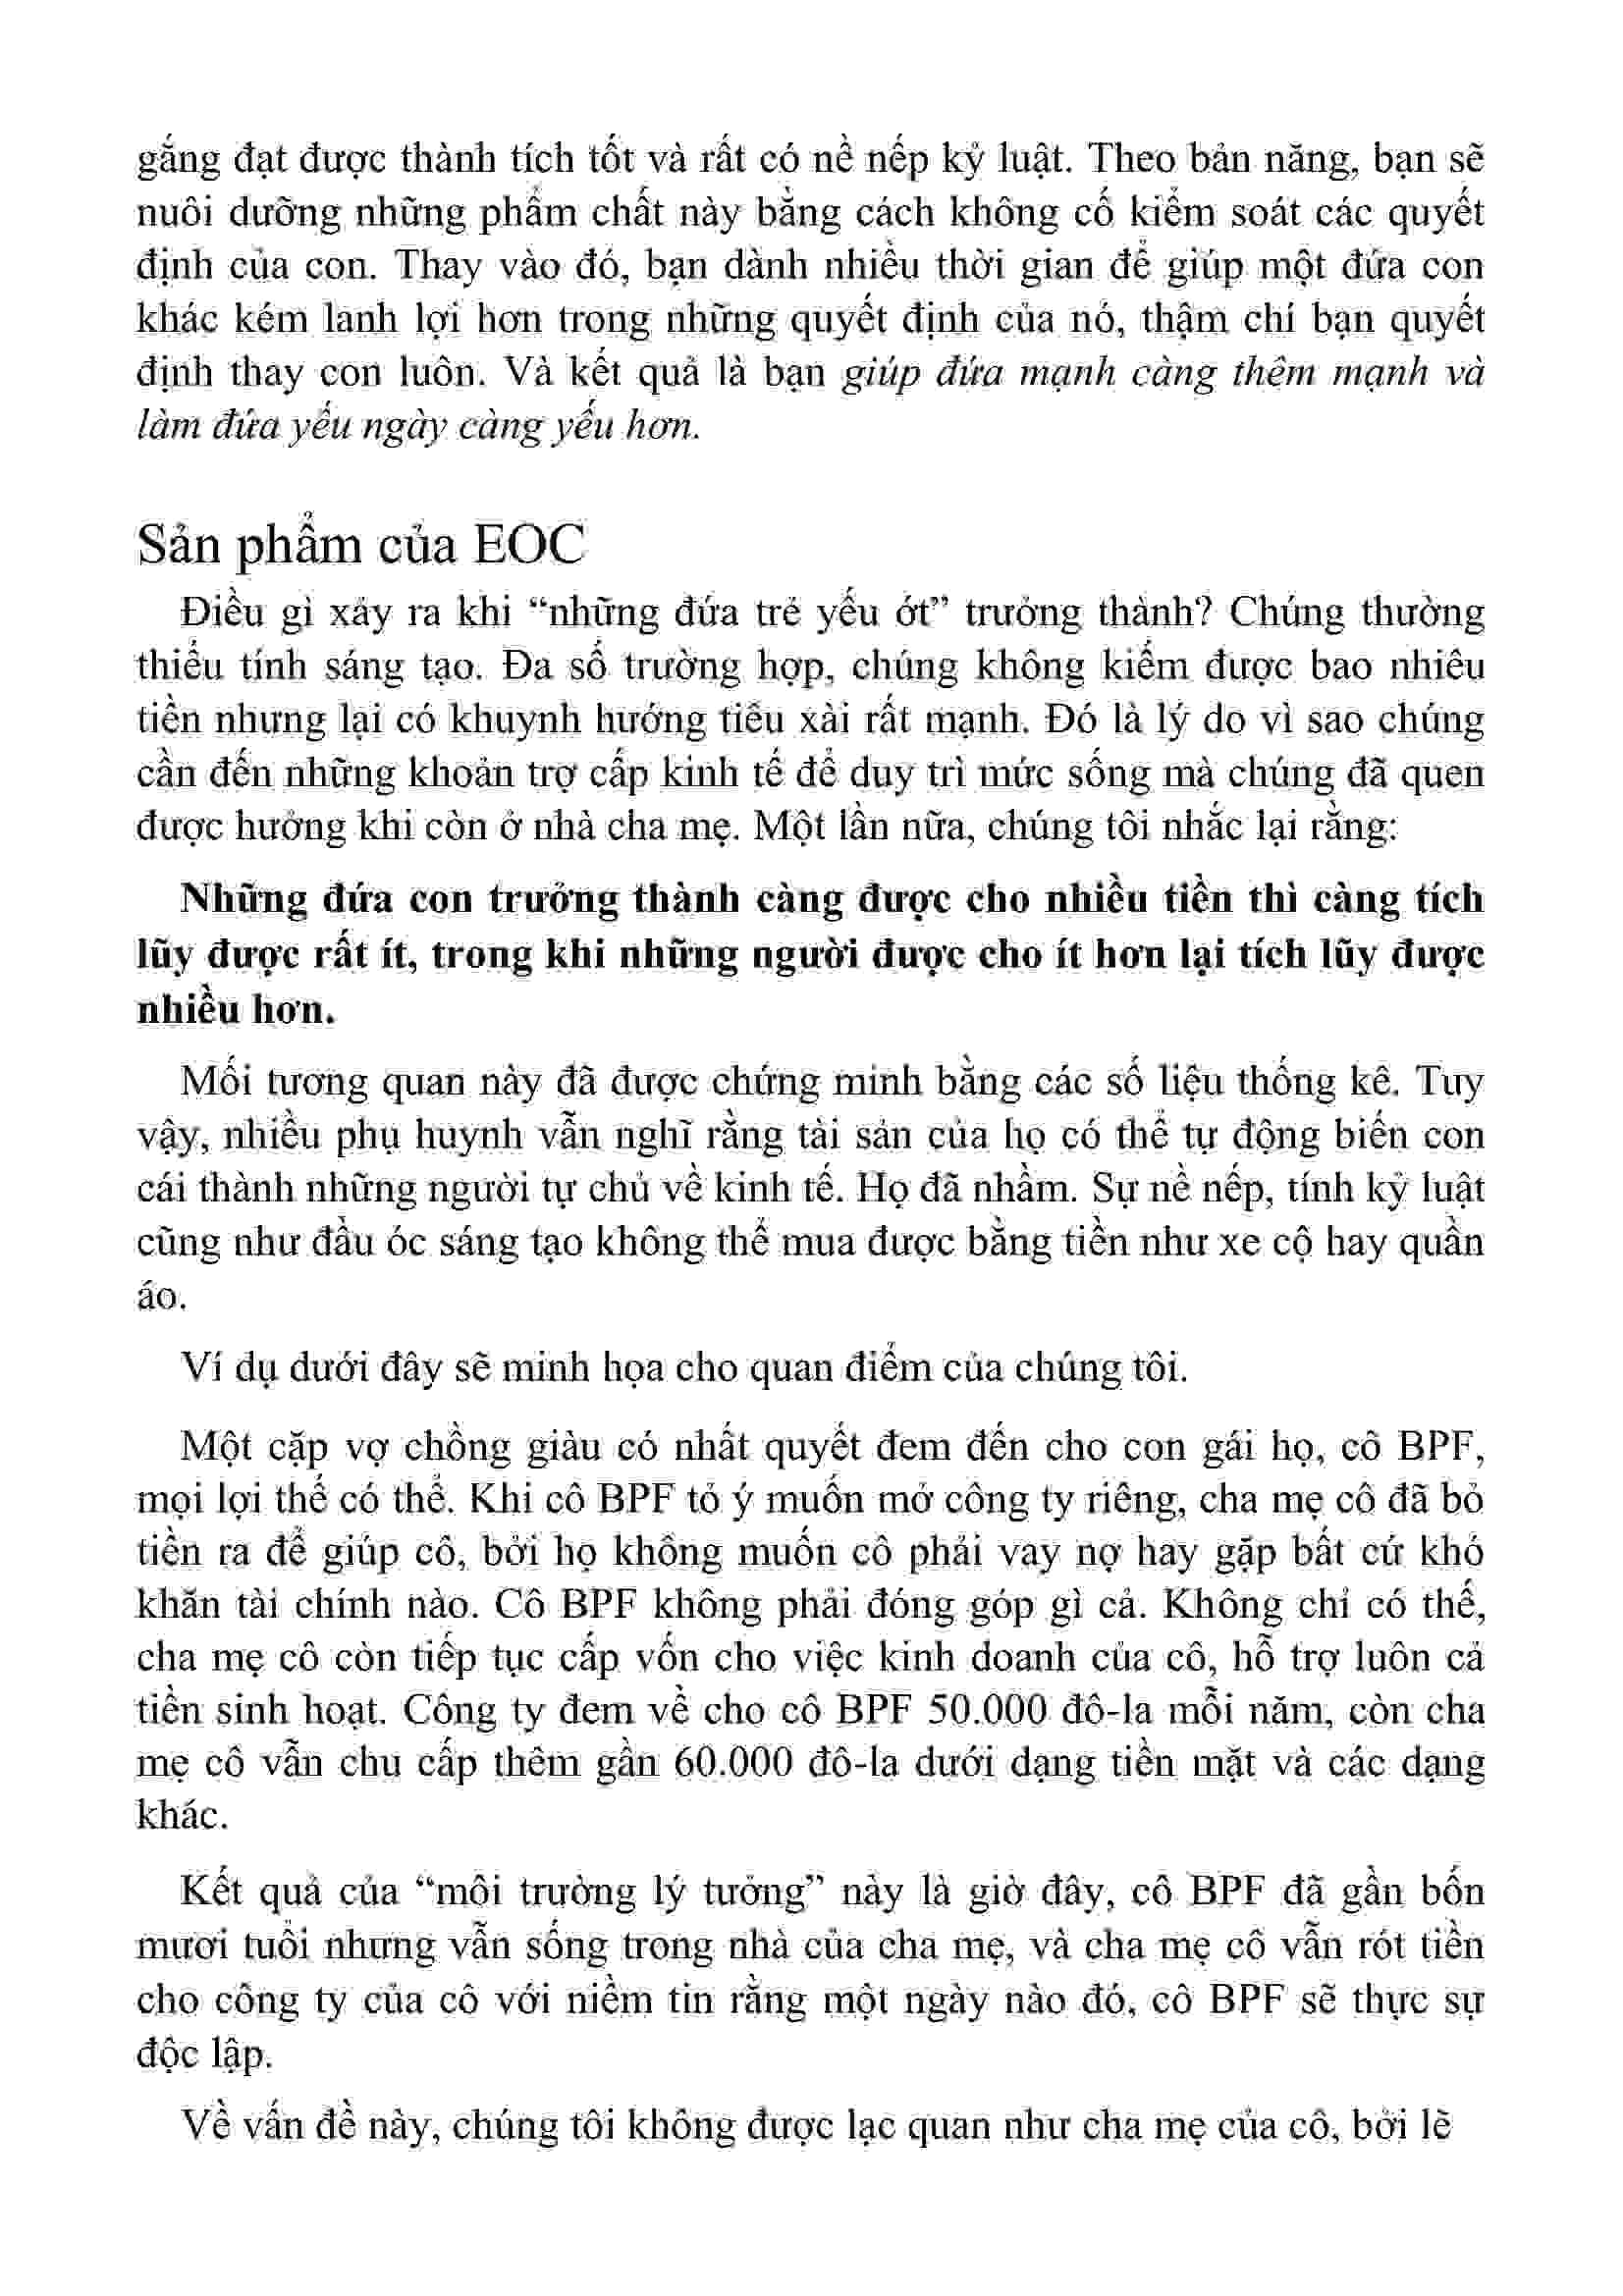 gắng đạt được thành tích tốt và rất có nề nếp kỷ luật. Theo bản năng, bạn sẽ
nuôi dưỡng những phẩm chất này bằng cách không cố kiểm soát các quyết
định của con. Thay vào đó, bạn dành nhiều thời gian để giúp một đứa con
khác kém lanh lợi hơn trong những quyết định của nó, thậm chí bạn quyết
định thay con luôn. Và kết quả là bạn giúp đứa mạnh càng thêm mạnh và
làm đứa yếu ngày càng yếu hơn.
Sản phẩm của EOC
Điều gì xảy ra khi “những đứa trẻ yếu ớt” trưởng thành? Chúng thường
thiếu tính sáng tạo. Đa số trường hợp, chúng không kiếm được bao nhiêu
tiền nhưng lại có khuynh hướng tiêu xài rất mạnh. Đó là lý do vì sao chúng
cần đến những khoản trợ cấp kinh tế để duy trì mức sống mà chúng đã quen
được hưởng khi còn ở nhà cha mẹ. Một lần nữa, chúng tôi nhắc lại rằng:
Những đứa con trưởng thành càng được cho nhiều tiền thì càng tích
lũy được rất ít, trong khi những người được cho ít hơn lại tích lũy được
nhiều hơn.
Mối tương quan này đã được chứng minh bằng các số liệu thống kê. Tuy
vậy, nhiều phụ huynh vẫn nghĩ rằng tài sản của họ có thể tự động biến con
cái thành những người tự chủ về kinh tế. Họ đã nhầm. Sự nề nếp, tính kỷ luật
cũng như đầu óc sáng tạo không thể mua được bằng tiền như xe cộ hay quần
áo.
Ví dụ dưới đây sẽ minh họa cho quan điểm của chúng tôi.
Một cặp vợ chồng giàu có nhất quyết đem đến cho con gái họ, cô BPF,
mọi lợi thế có thể. Khi cô BPF tỏ ý muốn mở công ty riêng, cha mẹ cô đã bỏ
tiền ra để giúp cô, bởi họ không muốn cô phải vay nợ hay gặp bất cứ khó
khăn tài chính nào. Cô BPF không phải đóng góp gì cả. Không chỉ có thế,
cha mẹ cô còn tiếp tục cấp vốn cho việc kinh doanh của cô, hỗ trợ luôn cả
tiền sinh hoạt. Công ty đem về cho cô BPF 50.000 đô-la mỗi năm, còn cha
mẹ cô vẫn chu cấp thêm gần 60.000 đô-la dưới dạng tiền mặt và các dạng
khác.
Kết quả của “môi trường lý tưởng” này là giờ đây, cô BPF đã gần bốn
mươi tuổi nhưng vẫn sống trong nhà của cha mẹ, và cha mẹ cô vẫn rót tiền
cho công ty của cô với niềm tin rằng một ngày nào đó, cô BPF sẽ thực sự
độc lập.
Về vấn đề này, chúng tôi không được lạc quan như cha mẹ của cô, bởi lẽ